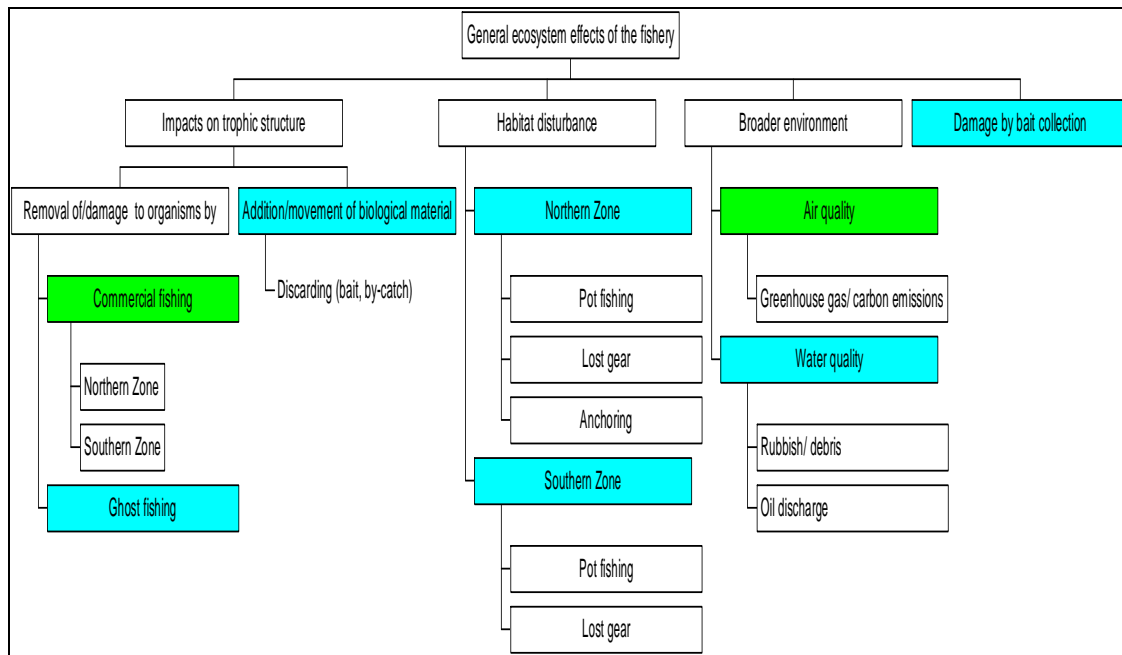 General ecosystem effects of the fishery
Impacts on trophic structure
Habitat disturbance
Broader environment
Damage by bait collection
Removal of/damage to organisms by
Addition/movement of biological material
Northern Zone
Air quality
Commercial fishing
Discarding (bait, by-catch)
Pot fishing
Greenhouse gas/ carbon emissions
Lost gear
Water quality
Northern Zone
Anchoring
Southern Zone
Rubbish/ debris
Southern Zone
Ghost fishing
Oil discharge
Pot fishing
Lost gear